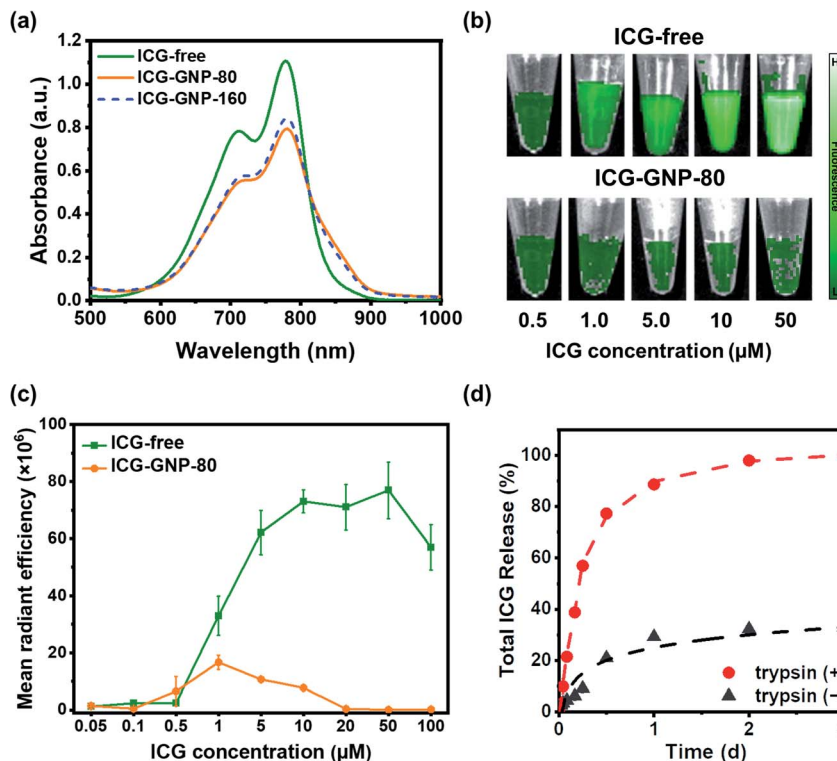 (a)
1.2
1.0
0.8
0.6
0.4
0.2
0.0
ICG-free
ICG-GNP-80
ICG-GNP-160
Absorbance (a.u.)
500 600 700 800 900 1000
Wavelength (nm)
(b)
ICG-free
ICG-GNP-80
0.5 1.0 5.0 10 50
ICG concentration (μM)
H
Fluorescence
L
(c)
100
80
60
40
20
0
ICG-free
ICG-GNP-80
Mean radiant efficiency (×10⁶)
0.05 0.1 0.5 1 5 10 20 50 100
ICG concentration (μM)
(d)
100
80
60
40
20
0
Total ICG Release (%)
trypsin (+
trypsin (−
0 1 2
Time (d)